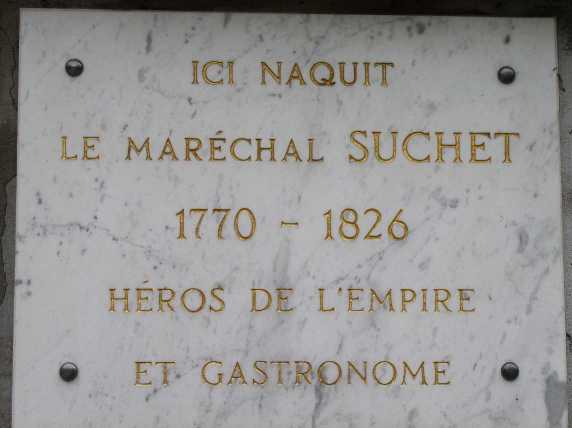 ICI NAQUIT
LE MARÉCHAL SUCHET
1770 - 1826
HÉROS DE L'EMPIRE
ET GASTRONOME